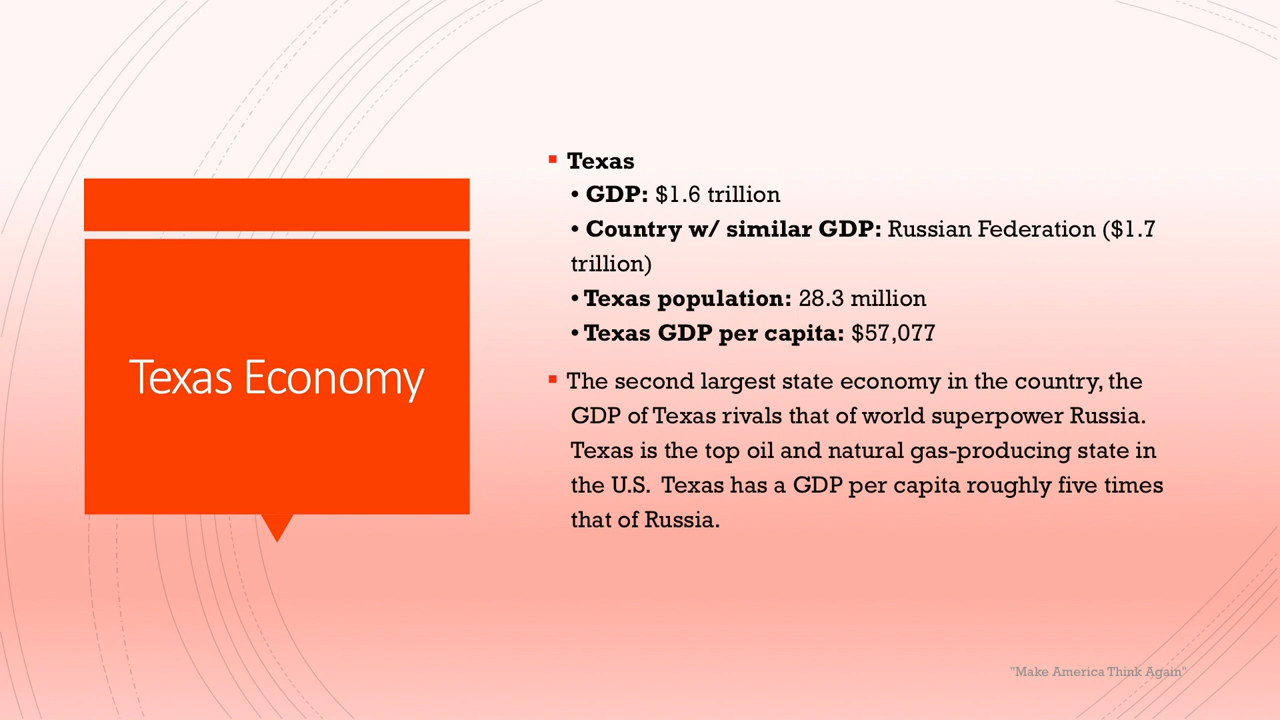 Texas Economy
Texas
• GDP: $1.6 trillion
• Country w/ similar GDP: Russian Federation ($1.7
trillion)
• Texas population: 28.3 million
• Texas GDP per capita: $57,077
The second largest state economy in the country, the
GDP of Texas rivals that of world superpower Russia.
Texas is the top oil and natural gas-producing state in
the U.S.  Texas has a GDP per capita roughly five times
that of Russia.
"Make America Think Again"